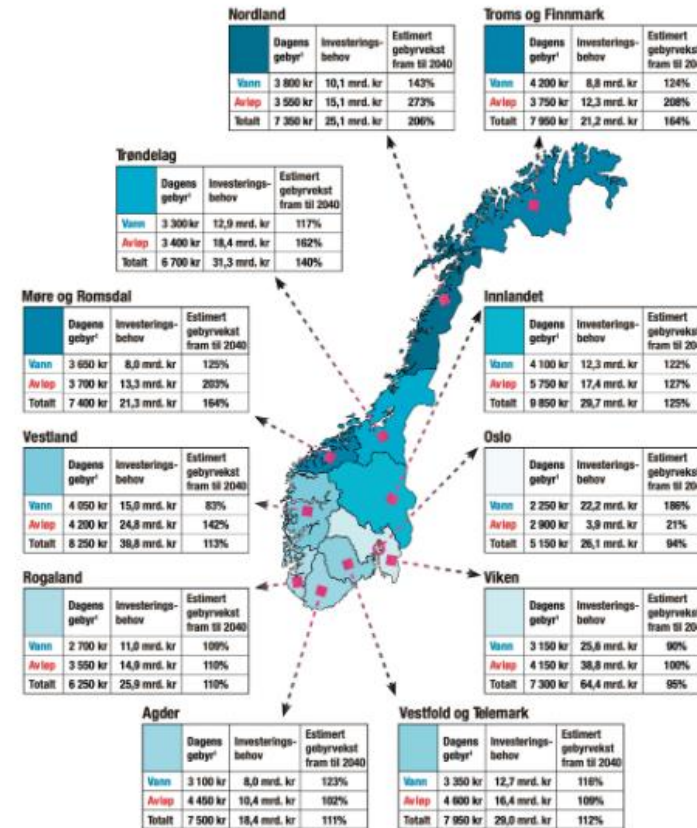 Nordland
Dagens gebyr¹ Investerings-behov Estimert gebyrvekst fram til 2040
Vann 3 800 kr 10,1 mrd. kr 143%
Avløp 3 550 kr 15,1 mrd. kr 273%
Totalt 7 350 kr 25,1 mrd. kr 206%
Troms og Finnmark
Dagens gebyr¹ Investerings-behov Estimert gebyrvekst fram til 204
Vann 4 200 kr 8,8 mrd. kr 124%
Avløp 3 750 kr 12,3 mrd. kr 208%
Totalt 7 950 kr 21,2 mrd. kr 164%
Trøndelag
Dagens gebyr¹ Investerings-behov Estimert gebyrvekst fram til 2040
Vann 3 300 kr 12,9 mrd. kr 117%
Avløp 3 400 kr 18,4 mrd. kr 162%
Totalt 6 700 kr 31,3 mrd. kr 140%
Møre og Romsdal
Dagens gebyr¹ Investerings-behov Estimert gebyrvekst fram til 2040
Vann 3 650 kr 8,0 mrd. kr 125%
Avløp 3 700 kr 13,3 mrd. kr 203%
Totalt 7 400 kr 21,3 mrd. kr 164%
Innlandet
Dagens gebyr¹ Investerings-behov Estimert gebyrvekst fram til 204
Vann 4 100 kr 12,3 mrd. kr 122%
Avløp 5 750 kr 17,4 mrd. kr 127%
Totalt 9 850 kr 29,7 mrd. kr 125%
Vestland
Dagens gebyr¹ Investerings-behov Estimert gebyrvekst fram til 2040
Vann 4 050 kr 15,0 mrd. kr 83%
Avløp 4 200 kr 24,8 mrd. kr 142%
Totalt 8 250 kr 39,8 mrd. kr 113%
Oslo
Dagens gebyr¹ Investerings-behov Estimert gebyrvekst fram til 204
Vann 2 250 kr 22,2 mrd. kr 186%
Avløp 2 900 kr 3,9 mrd. kr 21%
Totalt 5 150 kr 26,1 mrd. kr 94%
Rogaland
Dagens gebyr¹ Investerings-behov Estimert gebyrvekst fram til 2040
Vann 2 700 kr 11,0 mrd. kr 109%
Avløp 3 550 kr 14,9 mrd. kr 110%
Totalt 6 250 kr 25,9 mrd. kr 110%
Viken
Dagens gebyr¹ Investerings-behov Estimert gebyrvekst fram til 204
Vann 3 150 kr 25,6 mrd. kr 90%
Avløp 4 150 kr 38,8 mrd. kr 100%
Totalt 7 300 kr 64,4 mrd. kr 95%
Agder
Dagens gebyr¹ Investerings-behov Estimert gebyrvekst fram til 2040
Vann 3 100 kr 8,0 mrd. kr 123%
Avløp 4 450 kr 10,4 mrd. kr 102%
Totalt 7 500 kr 18,4 mrd. kr 111%
Vestfold og Telemark
Dagens gebyr¹ Investerings-behov Estimert gebyrvekst fram til 2040
Vann 3 350 kr 12,7 mrd. kr 116%
Avløp 4 600 kr 16,4 mrd. kr 109%
Totalt 7 950 kr 29,0 mrd. kr 112%